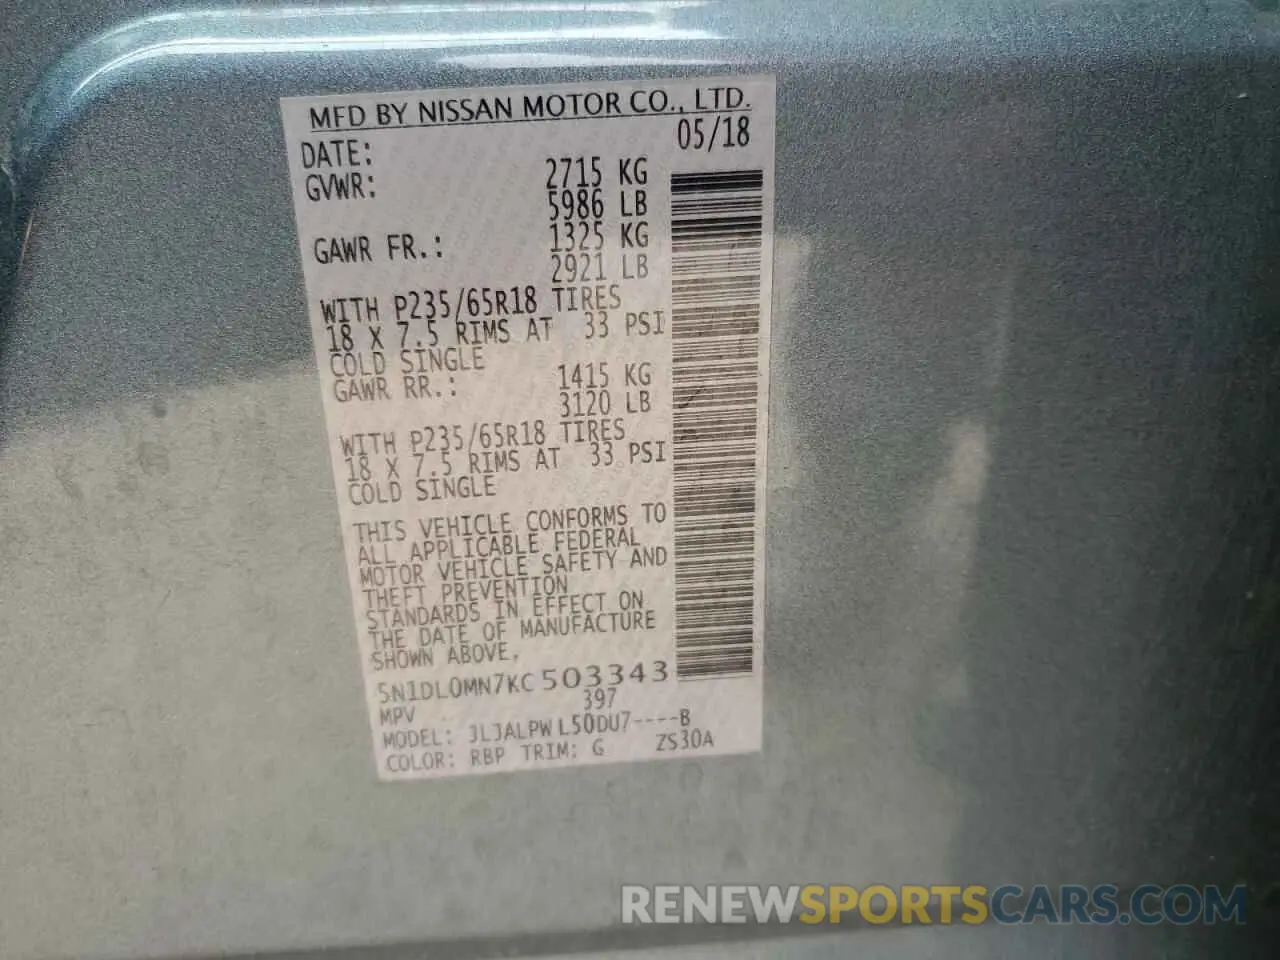 MFD BY NISSAN MOTOR CO., LTD.
DATE: 05/18
GVWR: 2715 KG
5986 LB
GAWR FR.: 1325 KG
2921 LB
WITH P235/65R18 TIRES
18 X 7.5 RIMS AT 33 PSI
COLD SINGLE
GAWR RR.: 1415 KG
3120 LB
WITH P235/65R18 TIRES
18 X 7.5 RIMS AT 33 PSI
COLD SINGLE
THIS VEHICLE CONFORMS TO
ALL APPLICABLE FEDERAL
MOTOR VEHICLE SAFETY AND
THEFT PREVENTION
STANDARDS IN EFFECT ON
THE DATE OF MANUFACTURE
SHOWN ABOVE.
5N1DL0MN7KC503343
MPV 397
MODEL: JLJALPW L50DU7----B
COLOR: RBP TRIM: G ZS30A
RENEWSPORTSCARS.COM